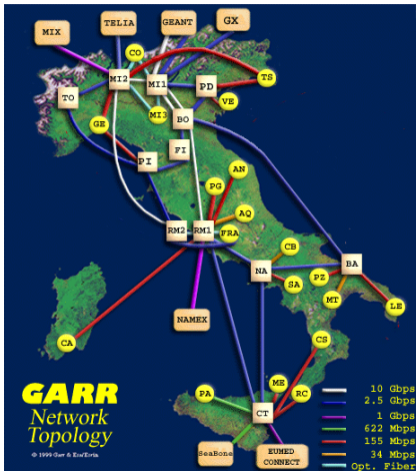 MIX
TELIA
GEANT
GX
CO
MI2
MI1
PD
TS
TO
VE
MI3
BO
GE
FI
PI
AN
PG
AQ
RM2
RM1
FRA
CB
NA
BA
SA
PZ
MT
LE
NAMEX
CA
CS
ME
PA
RC
CT
SeaBone
EUMED
CONNECT
GARR
Network
Topology
© 1999 Garr & Exit/Exits
10 Gbps
2.5 Gbps
1 Gbps
622 Mbps
155 Mbps
34 Mbps
Opt. Fiber